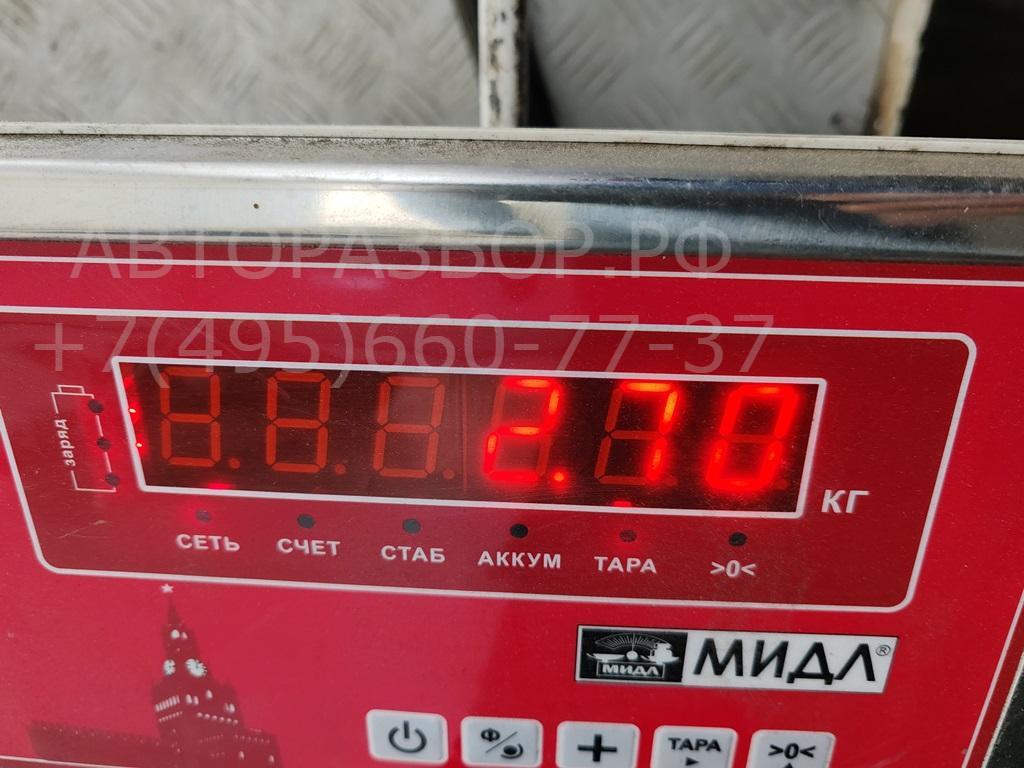 АВТОРАЗБОР.РФ
+7(495)660-77-37
заряд
2.70
КГ
СЕТЬ СЧЕТ СТАБ АККУМ ТАРА >0<
МИДЛ МИДЛ®
Ф + ТАРА >0<